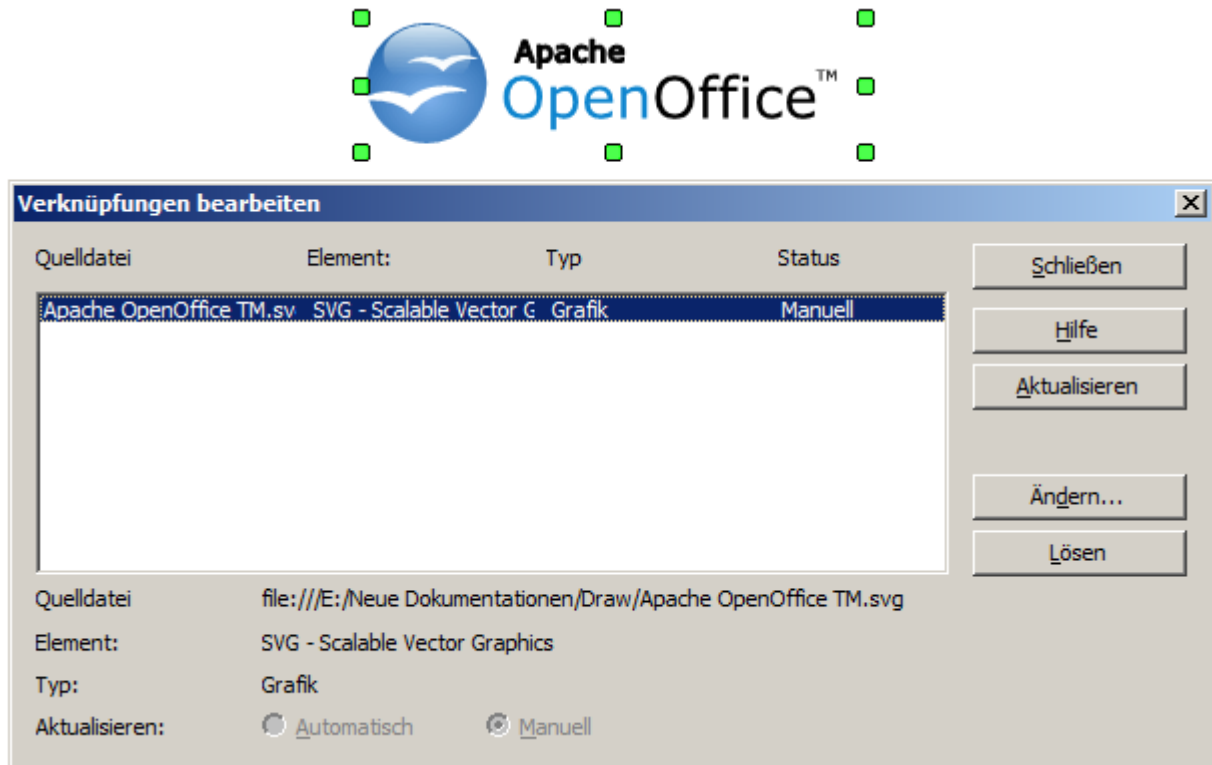 Apache
OpenOffice™
Verknüpfungen bearbeiten
Quelldatei Element: Typ Status
Apache OpenOffice TM.sv SVG - Scalable Vector G Grafik Manuell
Schließen
Hilfe
Aktualisieren
Ändern...
Lösen
Quelldatei file:///E:/Neue Dokumentationen/Draw/Apache OpenOffice TM.svg
Element: SVG - Scalable Vector Graphics
Typ: Grafik
Aktualisieren: Automatisch Manuell